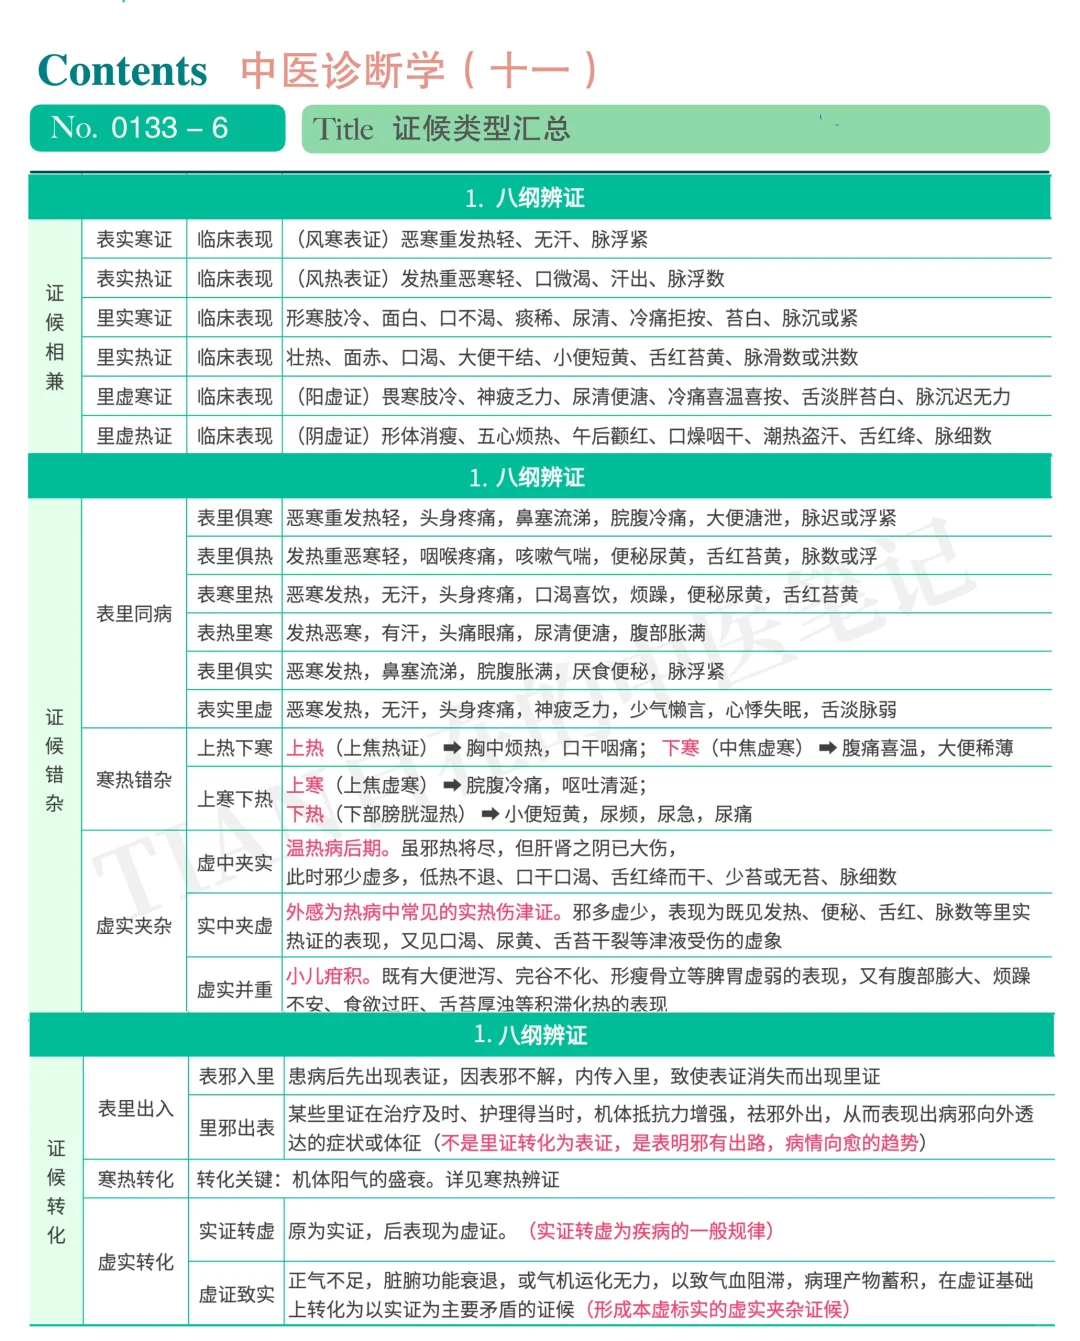 Contents 中医诊断学（十一）
No. 0133 – 6 Title 证候类型汇总
1. 八纲辨证
证候相兼
表实寒证 临床表现 （风寒表证）恶寒重发热轻、无汗、脉浮紧
表实热证 临床表现 （风热表证）发热重恶寒轻、口微渴、汗出、脉浮数
里实寒证 临床表现 形寒肢冷、面白、口不渴、痰稀、尿清、冷痛拒按、苔白、脉沉或紧
里实热证 临床表现 壮热、面赤、口渴、大便干结、小便短黄、舌红苔黄、脉滑数或洪数
里虚寒证 临床表现 （阳虚证）畏寒肢冷、神疲乏力、尿清便溏、冷痛喜温喜按、舌淡胖苔白、脉沉迟无力
里虚热证 临床表现 （阴虚证）形体消瘦、五心烦热、午后颧红、口燥咽干、潮热盗汗、舌红绛、脉细数
1. 八纲辨证
证候错杂
表里同病
表里俱寒 恶寒重发热轻，头身疼痛，鼻塞流涕，脘腹冷痛，大便溏泄，脉迟或浮紧
表里俱热 发热重恶寒轻，咽喉疼痛，咳嗽气喘，便秘尿黄，舌红苔黄，脉数或浮
表寒里热 恶寒发热，无汗，头身疼痛，口渴喜饮，烦躁，便秘尿黄，舌红苔黄
表热里寒 发热恶寒，有汗，头痛眼痛，尿清便溏，腹部胀满
表里俱实 恶寒发热，鼻塞流涕，脘腹胀满，厌食便秘，脉浮紧
表实里虚 恶寒发热，无汗，头身疼痛，神疲乏力，少气懒言，心悸失眠，舌淡脉弱
寒热错杂
上热下寒 上热（上焦热证）➡胸中烦热，口干咽痛；下寒（中焦虚寒）➡腹痛喜温，大便稀薄
上寒下热 上寒（上焦虚寒）➡脘腹冷痛，呕吐清涎；
下热（下部膀胱湿热）➡小便短黄，尿频，尿急，尿痛
虚实夹杂
虚中夹实 温热病后期。虽邪热将尽，但肝肾之阴已大伤，
此时邪少虚多，低热不退、口干口渴、舌红绛而干、少苔或无苔、脉细数
实中夹虚 外感为热病中常见的实热伤津证。邪多虚少，表现为既见发热、便秘、舌红、脉数等里实
热证的表现，又见口渴、尿黄、舌苔干裂等津液受伤的虚象
虚实并重 小儿疳积。既有大便泄泻、完谷不化、形瘦骨立等脾胃虚弱的表现，又有腹部膨大、烦躁
不安、食欲过旺、舌苔厚浊等积滞化热的表现
1. 八纲辨证
证候转化
表里出入
表邪入里 患病后先出现表证，因表邪不解，内传入里，致使表证消失而出现里证
里邪出表 某些里证在治疗及时、护理得当时，机体抵抗力增强，祛邪外出，从而表现出病邪向外透
达的症状或体征（不是里证转化为表证，是表明邪有出路，病情向愈的趋势）
寒热转化 转化关键：机体阳气的盛衰。详见寒热辨证
虚实转化
实证转虚 原为实证，后表现为虚证。（实证转虚为疾病的一般规律）
虚证致实 正气不足，脏腑功能衰退，或气机运化无力，以致气血阻滞，病理产物蓄积，在虚证基础
上转化为以实证为主要矛盾的证候（形成本虚标实的虚实夹杂证候）